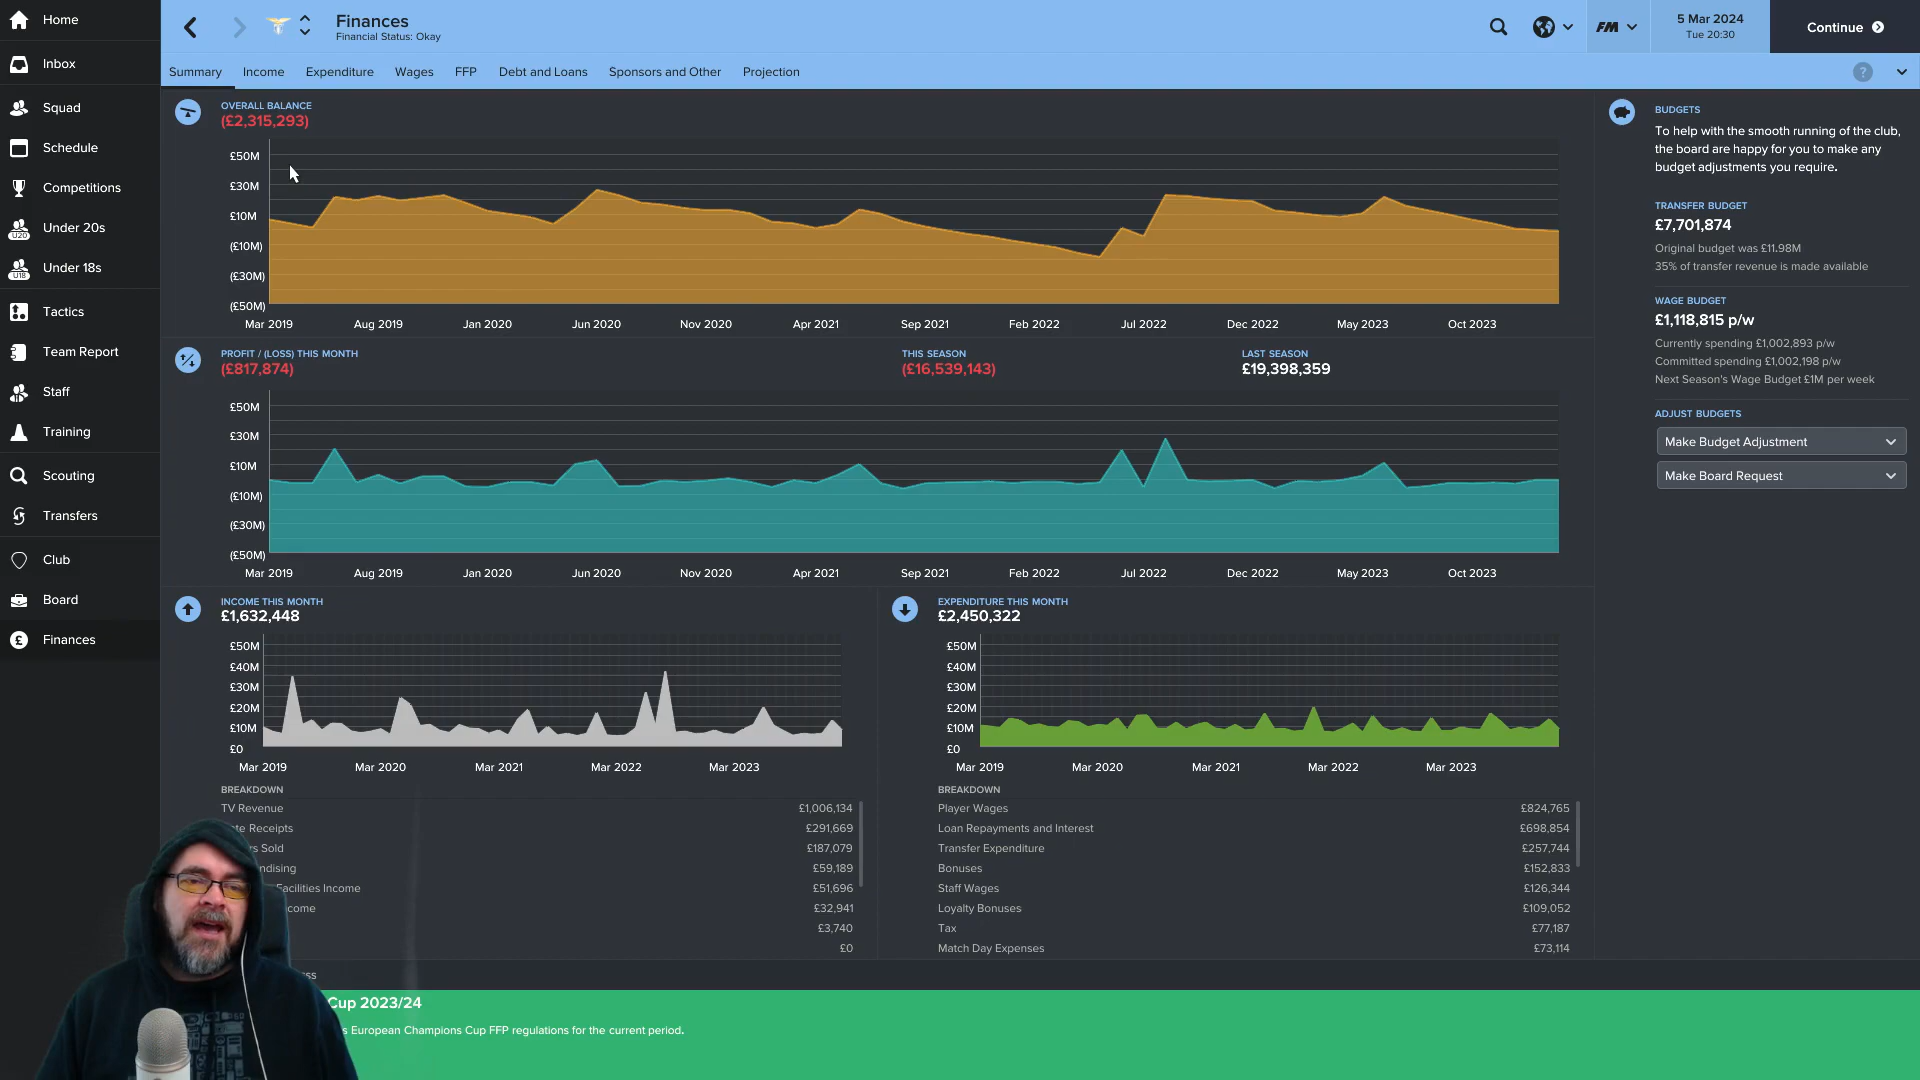 Home
Inbox
Squad
Schedule
Competitions
Under 20s
U20
Under 18s
U18
Tactics
Team Report
Staff
Training
Scouting
Transfers
Club
Board
£ Finances
Finances
Financial Status: Okay
FM
5 Mar 2024
Tue 20:30
Continue
Summary Income Expenditure Wages FFP Debt and Loans Sponsors and Other Projection
?
OVERALL BALANCE
(£2,315,293)
£50M
£30M
£10M
(£10M)
(£30M)
(£50M)
Mar 2019 Aug 2019 Jan 2020 Jun 2020 Nov 2020 Apr 2021 Sep 2021 Feb 2022 Jul 2022 Dec 2022 May 2023 Oct 2023
PROFIT / (LOSS) THIS MONTH
(£817,874)
THIS SEASON
(£16,539,143)
LAST SEASON
£19,398,359
£50M
£30M
£10M
(£10M)
(£30M)
(£50M)
Mar 2019 Aug 2019 Jan 2020 Jun 2020 Nov 2020 Apr 2021 Sep 2021 Feb 2022 Jul 2022 Dec 2022 May 2023 Oct 2023
INCOME THIS MONTH
£1,632,448
£50M
£40M
£30M
£20M
£10M
£0
Mar 2019 Mar 2020 Mar 2021 Mar 2022 Mar 2023
BREAKDOWN
TV Revenue £1,006,134
te Receipts £291,669
rs Sold £187,079
ndising £59,189
Facilities Income £51,696
come £32,941
£3,740
£0
EXPENDITURE THIS MONTH
£2,450,322
£50M
£40M
£30M
£20M
£10M
£0
Mar 2019 Mar 2020 Mar 2021 Mar 2022 Mar 2023
BREAKDOWN
Player Wages £824,765
Loan Repayments and Interest £698,854
Transfer Expenditure £257,744
Bonuses £152,833
Staff Wages £126,344
Loyalty Bonuses £109,052
Tax £77,187
Match Day Expenses £73,114
ss
Cup 2023/24
s European Champions Cup FFP regulations for the current period.
BUDGETS
To help with the smooth running of the club,
the board are happy for you to make any
budget adjustments you require.
TRANSFER BUDGET
£7,701,874
Original budget was £11.98M
35% of transfer revenue is made available
WAGE BUDGET
£1,118,815 p/w
Currently spending £1,002,893 p/w
Committed spending £1,002,198 p/w
Next Season's Wage Budget £1M per week
ADJUST BUDGETS
Make Budget Adjustment
Make Board Request